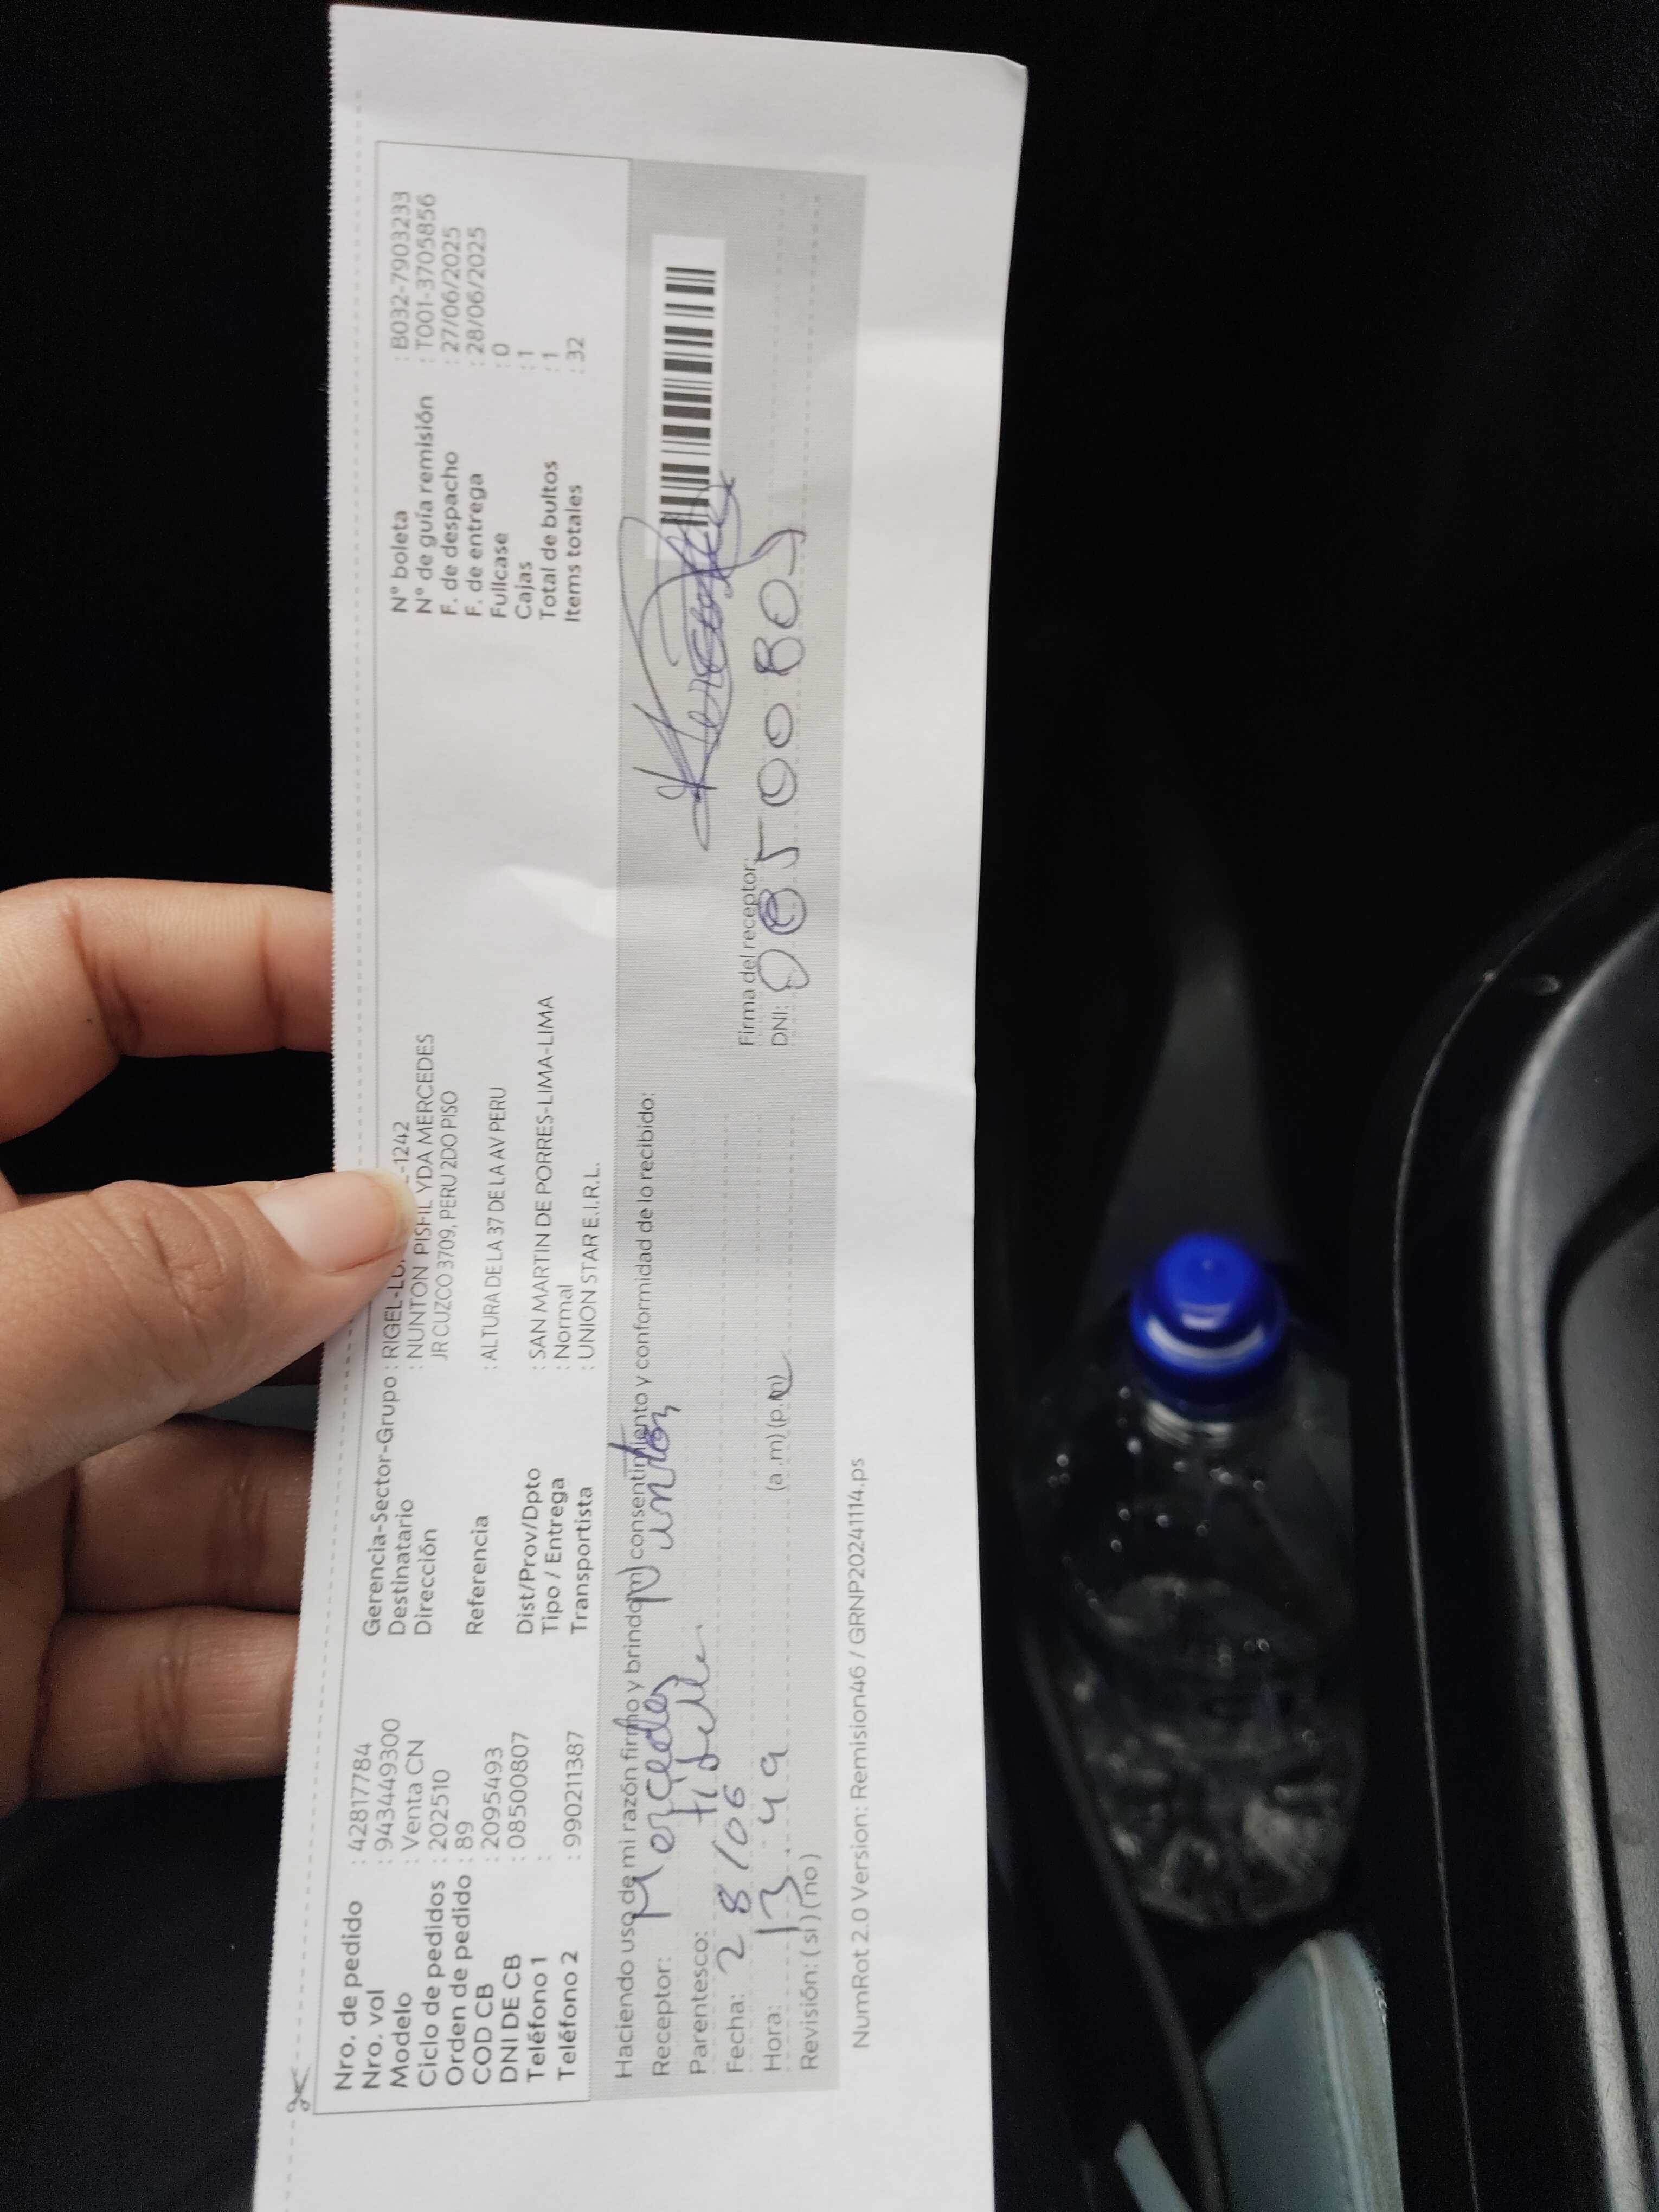 Nro. de pedido : 42817784
Nro. vol : 9434449300
Modelo : Venta CN
Ciclo de pedidos : 202510
Orden de pedido : 89
COD CB : 2095493
DNI DE CB : 08500807
Teléfono 1 :
Teléfono 2 : 990211387
Gerencia-Sector-Grupo : RIGEL-1242
Destinatario : NUNTON PISFIL YDA MERCEDES
Dirección JR CUZCO 3709, PERU 2DO PISO
Referencia : ALTURA DE LA 37 DE LA AV PERU
Dist/Prov/Dpto : SAN MARTIN DE PORRES-LIMA-LIMA
Tipo / Entrega : Normal
Transportista : UNION STAR E.I.R.L.
N° boleta : B032-7903233
N° de guía remisión : T001-3705856
F. de despacho : 27/06/2025
F. de entrega : 28/06/2025
Fullcase : 0
Cajas : 1
Total de bultos : 1
Items totales : 32
Haciendo uso de mi razón firmo y brindo(m) consentimiento y conformidad de lo recibido:
Receptor: Mercedes Nunton
Parentesco:
Fecha: 28/06
Hora: 13.49 (a.m) (p.m)
Revisión: (si) (no)
Firma del receptor:
DNI:
NumRot 2.0 Version: Remision46 / GRNP20241114.ps